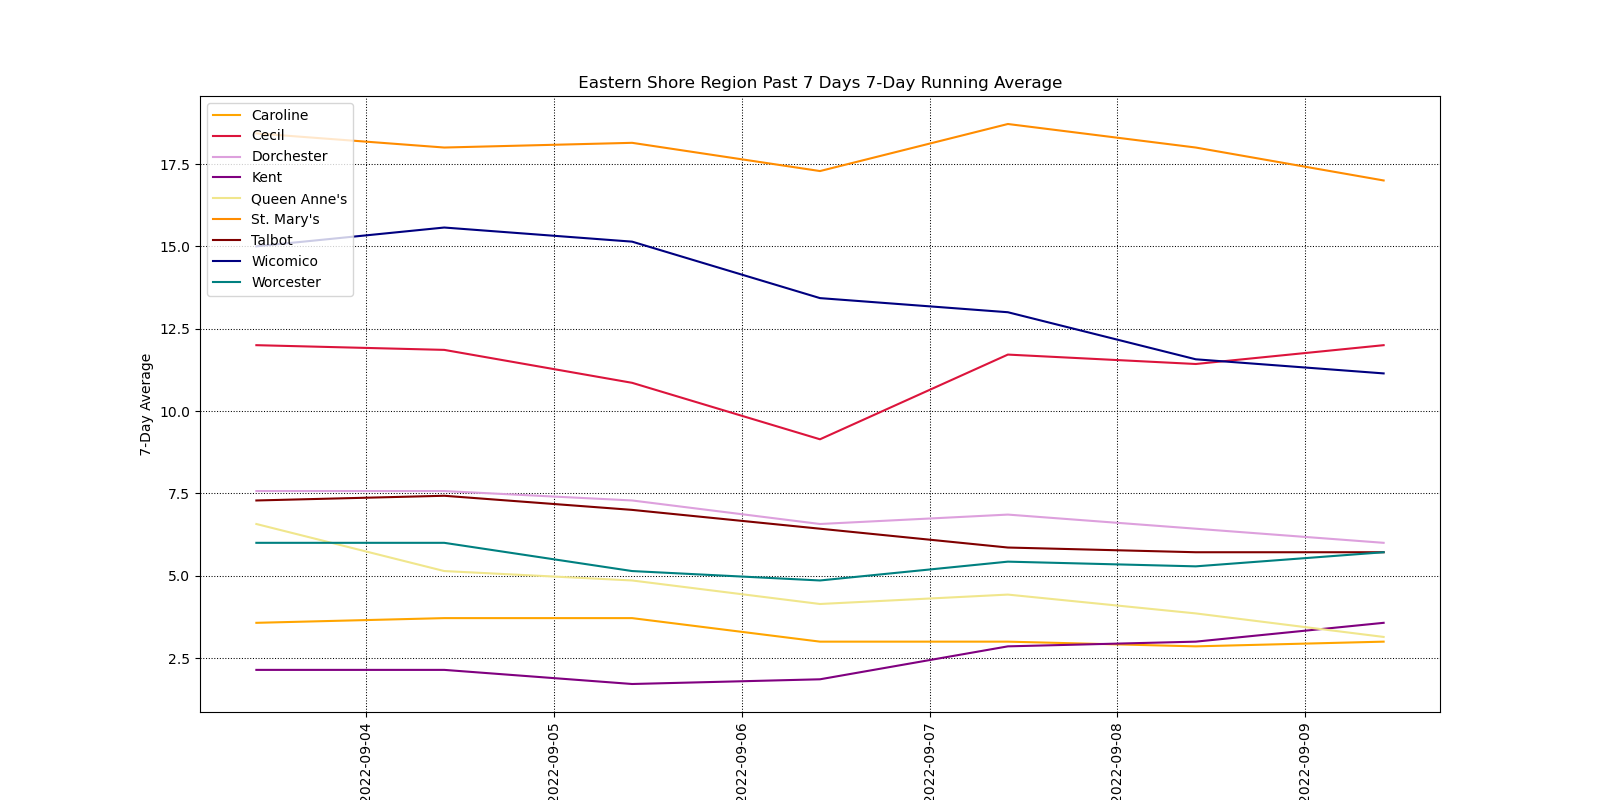 Eastern Shore Region Past 7 Days 7-Day Running Average
Caroline
Cecil
Dorchester
Kent
Queen Anne's
St. Mary's
Talbot
Wicomico
Worcester
17.5
15.0
12.5
10.0
7.5
5.0
2.5
7-Day Average
2022-09-04
2022-09-05
2022-09-06
2022-09-07
2022-09-08
2022-09-09